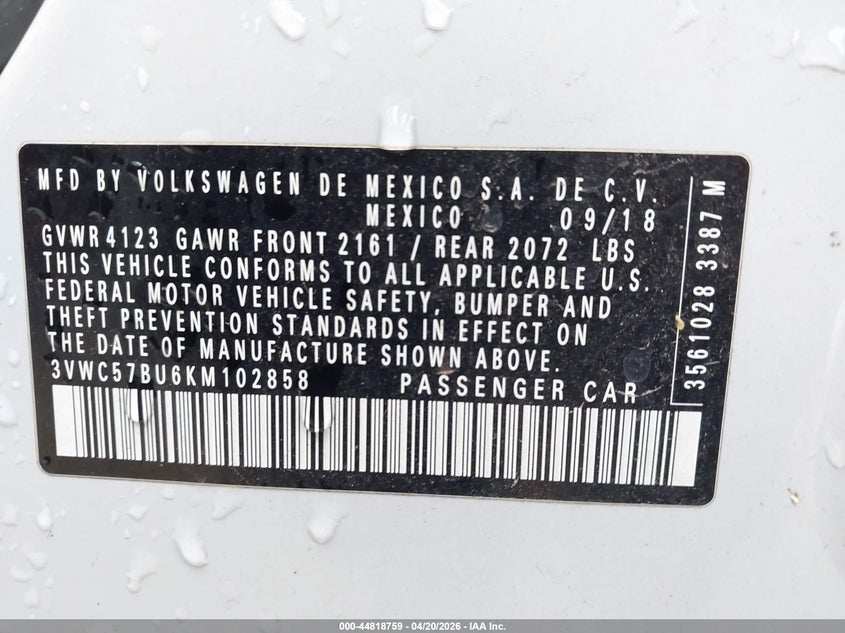 MFD BY VOLKSWAGEN DE MEXICO S.A. DE C.V.
MEXICO 09/18
GVWR 4123 GAWR FRONT 2161 / REAR 2072 LBS
THIS VEHICLE CONFORMS TO ALL APPLICABLE U.S.
FEDERAL MOTOR VEHICLE SAFETY, BUMPER AND
THEFT PREVENTION STANDARDS IN EFFECT ON
THE DATE OF MANUFACTURE SHOWN ABOVE.
3VWC57BU6KM102858 PASSENGER CAR
3561028 3387 M
000-44818759 - 04/20/2026 - IAA Inc.